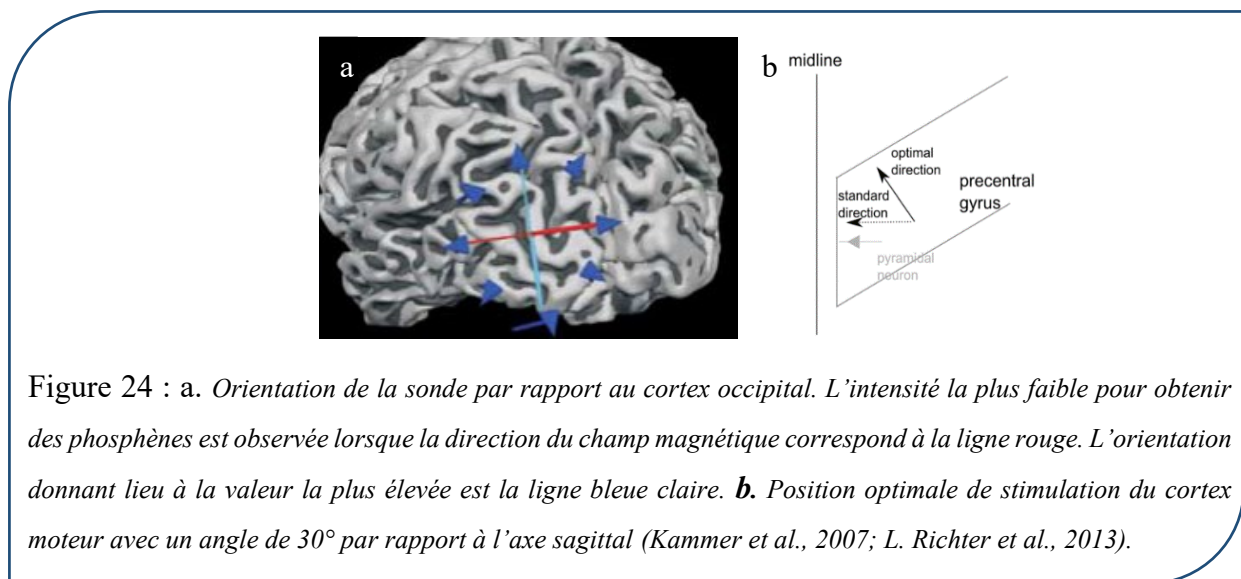 a
b
midline
optimal
direction
standard
direction
precentral
gyrus
pyramidal
neuron
Figure 24 : a. Orientation de la sonde par rapport au cortex occipital. L’intensité la plus faible pour obtenir
des phosphènes est observée lorsque la direction du champ magnétique correspond à la ligne rouge. L’orientation
donnant lieu à la valeur la plus élevée est la ligne bleue claire. b. Position optimale de stimulation du cortex
moteur avec un angle de 30° par rapport à l’axe sagittal (Kammer et al., 2007; L. Richter et al., 2013).